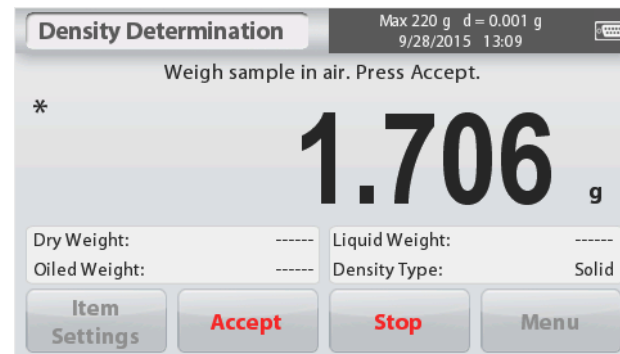 Density Determination
Max 220 g d = 0.001 g
9/28/2015 13:09
Weigh sample in air. Press Accept.
*
1.706 g
Dry Weight: ------ Liquid Weight: ------
Oiled Weight: ------ Density Type: Solid
Item Settings Accept Stop Menu